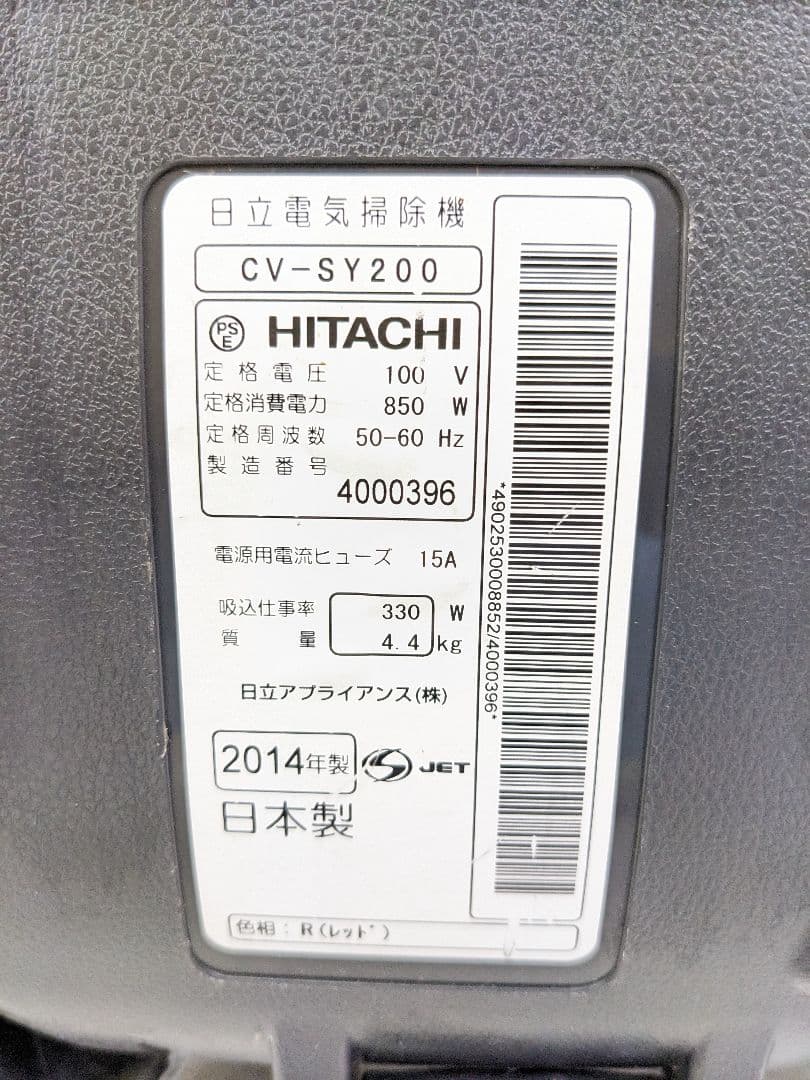 日立電気掃除機
CV-SY200
PS
E
HITACHI
定格電圧 100 V
定格消費電力 850 W
定格周波数 50-60 Hz
製造番号
4000396
電源用電流ヒューズ 15A
吸込仕事率 330 W
質量 4.4 kg
日立アプライアンス(株)
2014年製 S JET
日本製
色相:R(レッド)
*4902530008852/4000396*